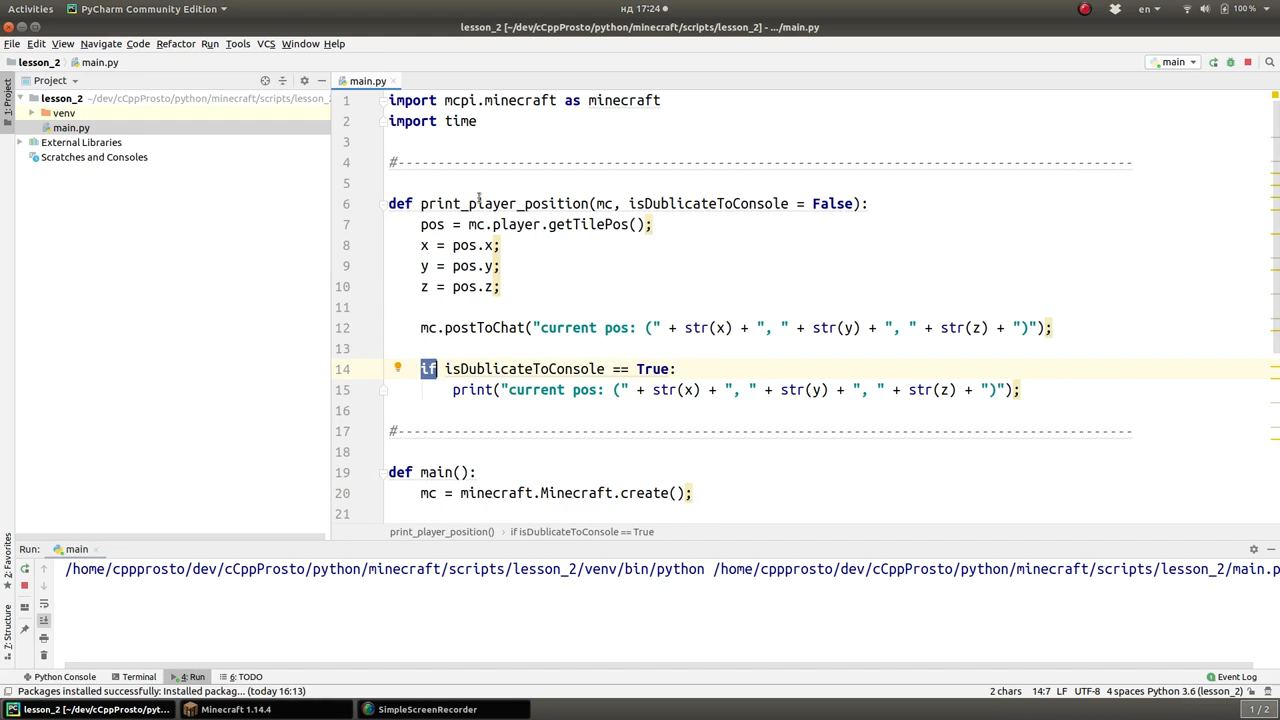 Activities PyCharm Community Edition нд 17:24 en 100 %
lesson_2 [~/dev/cCppProsto/python/minecraft/scripts/lesson_2] - .../main.py
File Edit View Navigate Code Refactor Run Tools VCS Window Help
lesson_2 main.py main
1: Project
Project main.py
lesson_2 ~/dev/cCppProsto/python/minecraft/scripts/lesson_
venv
main.py
External Libraries
Scratches and Consoles
1 import mcpi.minecraft as minecraft
2 import time
3
4 #---------------------------------------------------------------------------------------------
5
6 def print_player_position(mc, isDublicateToConsole = False):
7 pos = mc.player.getTilePos();
8 x = pos.x;
9 y = pos.y;
10 z = pos.z;
11
12 mc.postToChat("current pos: (" + str(x) + ", " + str(y) + ", " + str(z) + ")");
13
14 if isDublicateToConsole == True:
15 print("current pos: (" + str(x) + ", " + str(y) + ", " + str(z) + ")");
16
17 #---------------------------------------------------------------------------------------------
18
19 def main():
20 mc = minecraft.Minecraft.create();
21
print_player_position() › if isDublicateToConsole == True
2: Favorites
7: Structure
Run: main
/home/cppprosto/dev/cCppProsto/python/minecraft/scripts/lesson_2/venv/bin/python /home/cppprosto/dev/cCppProsto/python/minecraft/scripts/lesson_2/main.p
Python Console Terminal 4: Run 6: TODO Event Log
Packages installed successfully: Installed packag... (today 16:13) 2 chars 14:7 LF UTF-8 4 spaces Python 3.6 (lesson_2)
lesson_2 [~/dev/cCppProsto/pyt... Minecraft 1.14.4 SimpleScreenRecorder 1 / 2